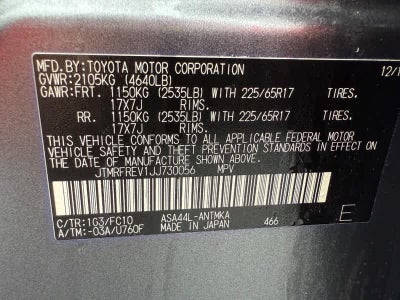 MFD.BY:TOYOTA MOTOR CORPORATION 12/1
GVWR:2105KG (4640LB)
GAWR:FRT. 1150KG (2535LB) WITH 225/65R17 TIRES.
17X7J RIMS.
RR. 1150KG (2535LB) WITH 225/65R17 TIRES.
17X7J RIMS.
THIS VEHICLE CONFORMS TO ALL APPLICABLE FEDERAL MOTOR
VEHICLE SAFETY AND THEFT PREVENTION STANDARDS IN EFFECT
ON THE DATE OF MANUFACTURE SHOWN ABOVE.
JTMRFREV1JJ730056 MPV
C/TR:1G3/FC10 ASA44L-ANTMKA
A/TM:-03A/U760F MADE IN JAPAN 466 E